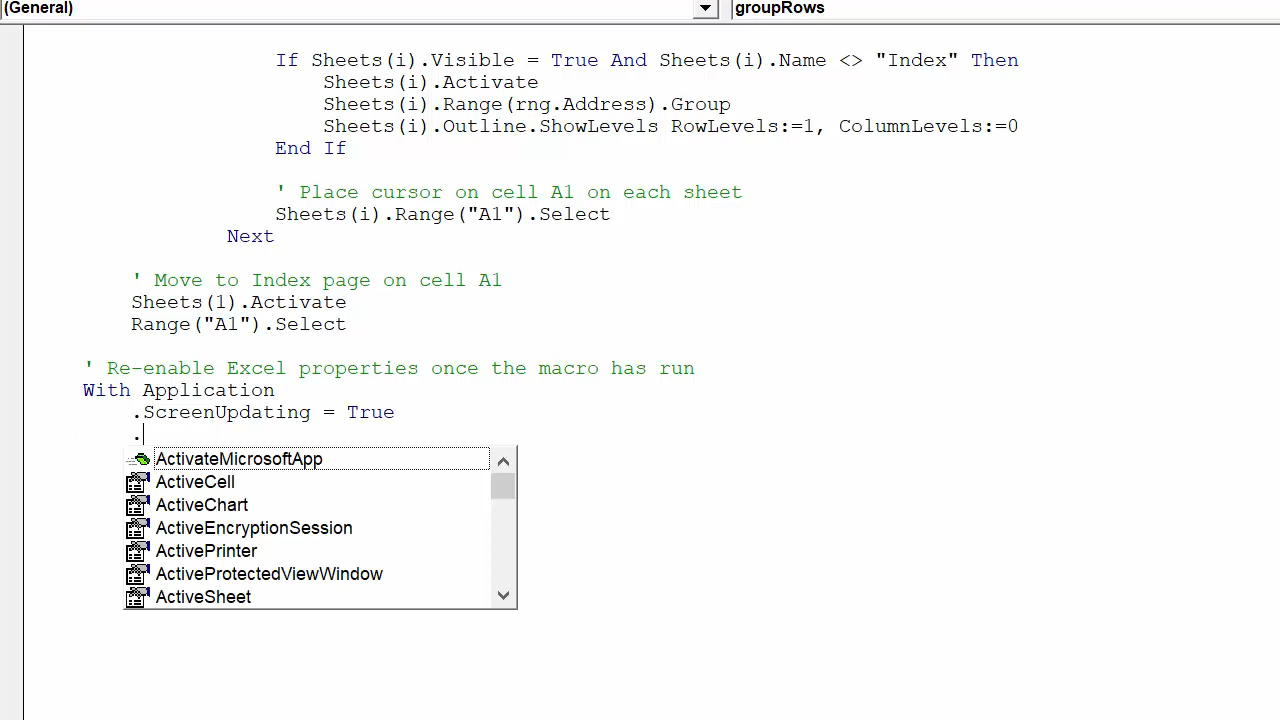 (General) groupRows
If Sheets(i).Visible = True And Sheets(i).Name <> "Index" Then
Sheets(i).Activate
Sheets(i).Range(rng.Address).Group
Sheets(i).Outline.ShowLevels RowLevels:=1, ColumnLevels:=0
End If
' Place cursor on cell A1 on each sheet
Sheets(i).Range("A1").Select
Next
' Move to Index page on cell A1
Sheets(1).Activate
Range("A1").Select
' Re-enable Excel properties once the macro has run
With Application
.ScreenUpdating = True
.
ActivateMicrosoftApp
ActiveCell
ActiveChart
ActiveEncryptionSession
ActivePrinter
ActiveProtectedViewWindow
ActiveSheet